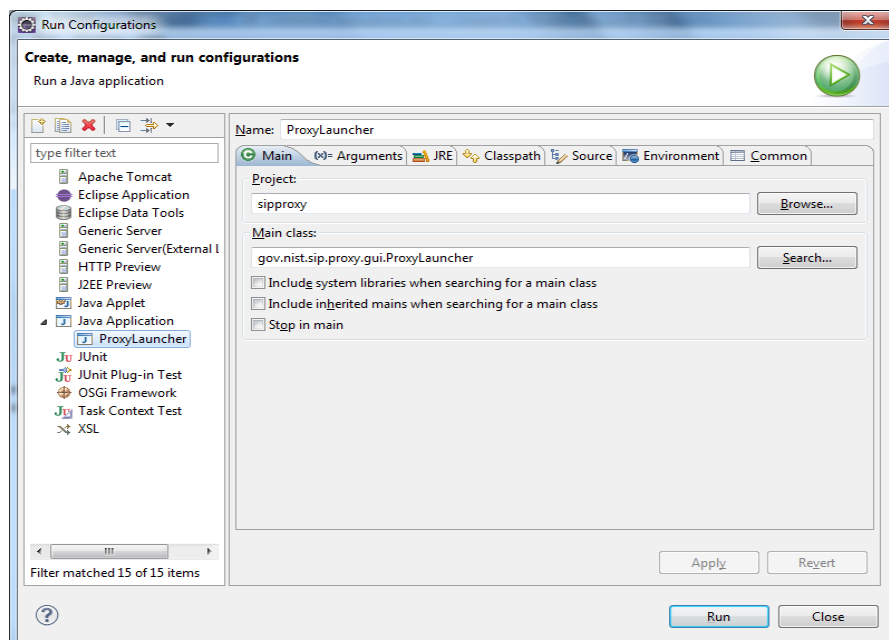 Run Configurations
Create, manage, and run configurations
Run a Java application
type filter text
Apache Tomcat
Eclipse Application
Eclipse Data Tools
Generic Server
Generic Server(External L
HTTP Preview
J2EE Preview
Java Applet
Java Application
ProxyLauncher
JUnit
JUnit Plug-in Test
OSGi Framework
Task Context Test
XSL
Filter matched 15 of 15 items
Name: ProxyLauncher
Main (x)= Arguments JRE Classpath Source Environment Common
Project:
sipproxy Browse...
Main class:
gov.nist.sip.proxy.gui.ProxyLauncher Search...
Include system libraries when searching for a main class
Include inherited mains when searching for a main class
Stop in main
Apply Revert
Run Close